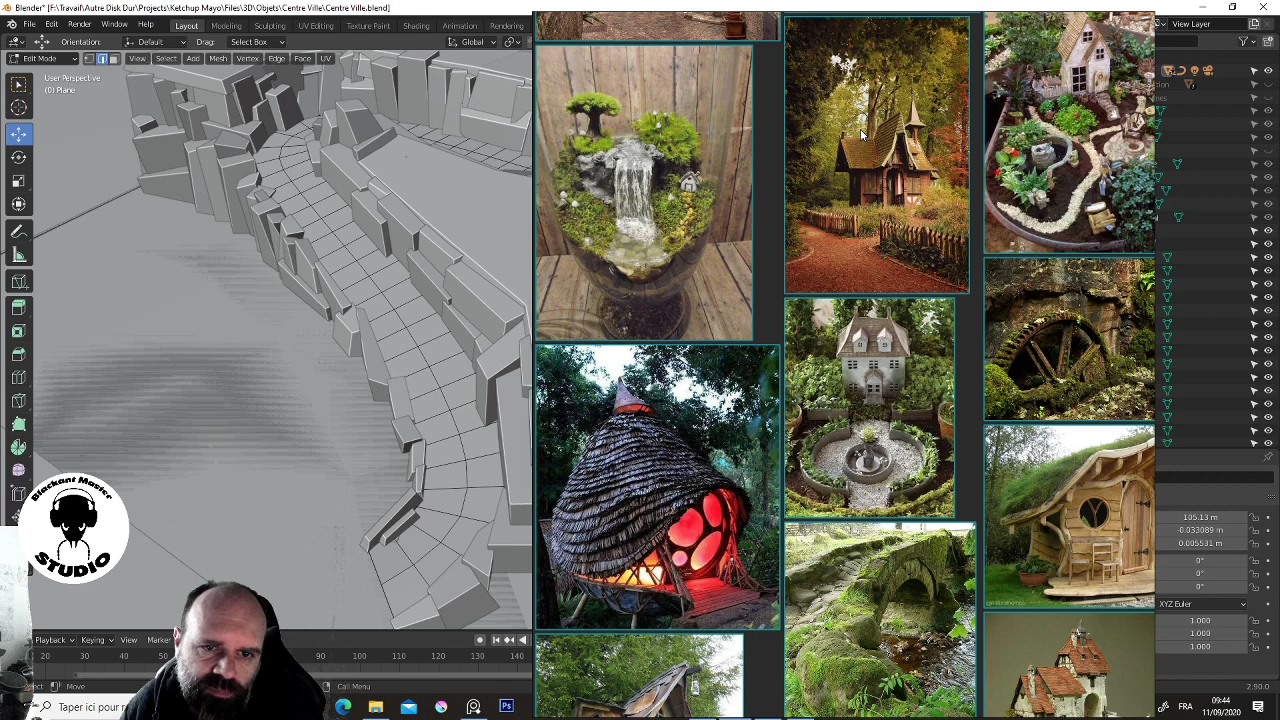 Blender* [F:\Travail\Autre Disk Dur\Projects\Ketchup Mayo\Files\3D\Objets\Centre Ville\Centre Ville.blend]
File Edit Render Window Help Layout Modeling Sculpting UV Editing Texture Paint Shading Animation Rendering View Layer
Orientation: Default Drag: Select Box Global
Edit Mode View Select Add Mesh Vertex Edge Face UV
User Perspective
(0) Plane
Blackant Master
STUDIO
105.13 m
-0.033089 m
0.005531 m
0°
0°
0°
XYZ Euler
1.000
1.000
1.000
Playback Keying View Marker
20 30 40 50 90 100 110 120 130 140
Move Call Menu 2.90.0
Taper ici pour r
FRA 09:44
11/09/2020